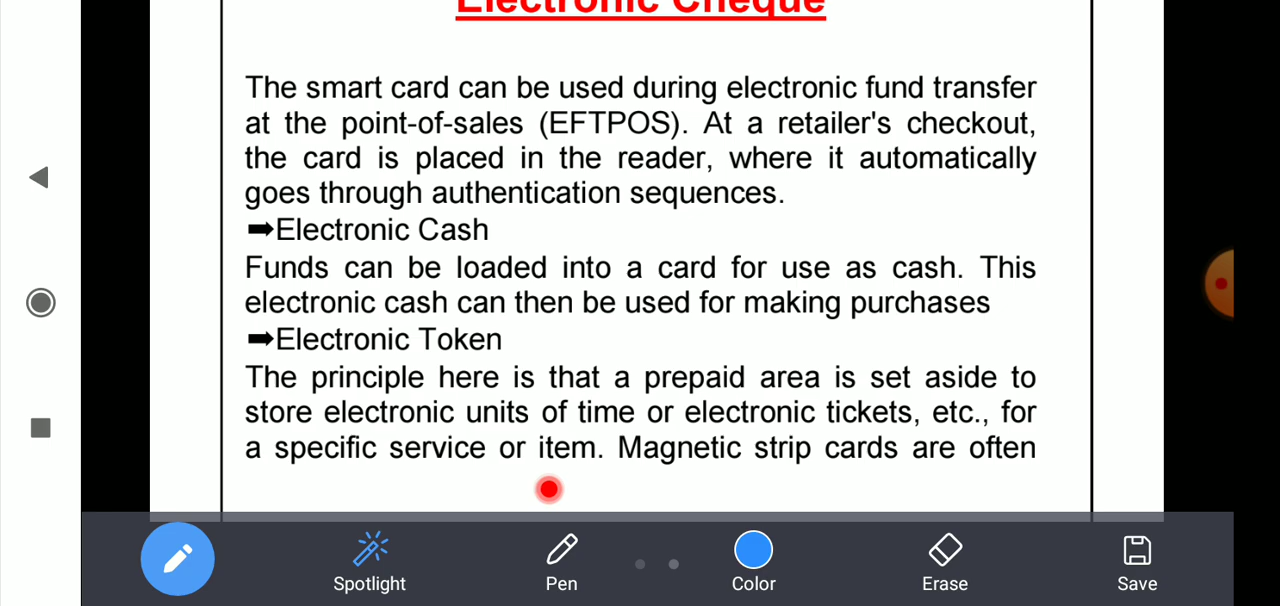 Electronic Cheque
The smart card can be used during electronic fund transfer
at the point-of-sales (EFTPOS). At a retailer's checkout,
the card is placed in the reader, where it automatically
goes through authentication sequences.
➡Electronic Cash
Funds can be loaded into a card for use as cash. This
electronic cash can then be used for making purchases
➡Electronic Token
The principle here is that a prepaid area is set aside to
store electronic units of time or electronic tickets, etc., for
a specific service or item. Magnetic strip cards are often
Spotlight Pen Color Erase Save